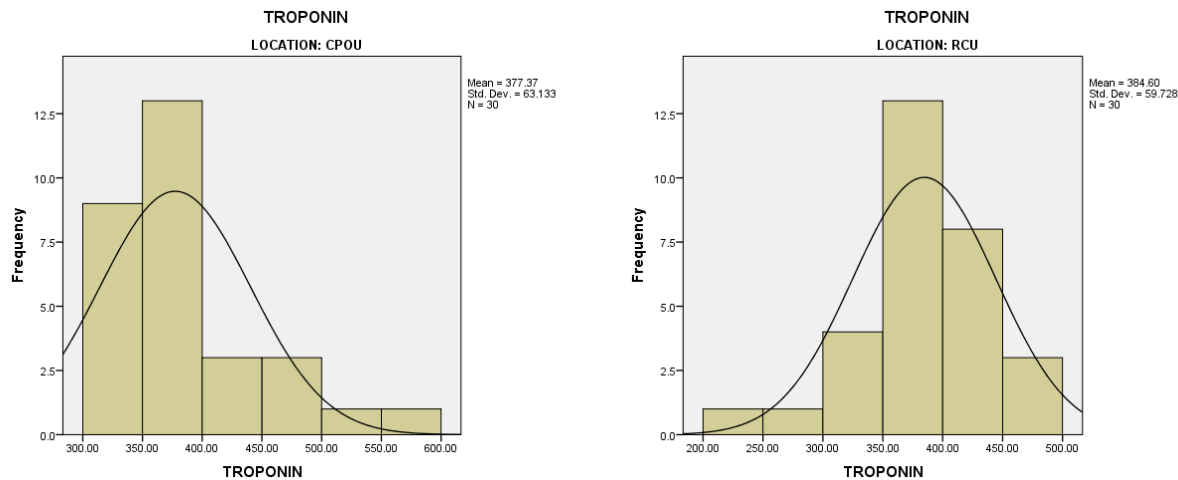 TROPONIN
LOCATION: CPOU
Mean = 377.37
Std. Dev. = 63.133
N = 30
Frequency
12.5
10.0
7.5
5.0
2.5
0.0
300.00 350.00 400.00 450.00 500.00 550.00 600.00
TROPONIN
TROPONIN
LOCATION: RCU
Mean = 384.60
Std. Dev. = 59.728
N = 30
Frequency
12.5
10.0
7.5
5.0
2.5
0.0
200.00 250.00 300.00 350.00 400.00 450.00 500.00
TROPONIN